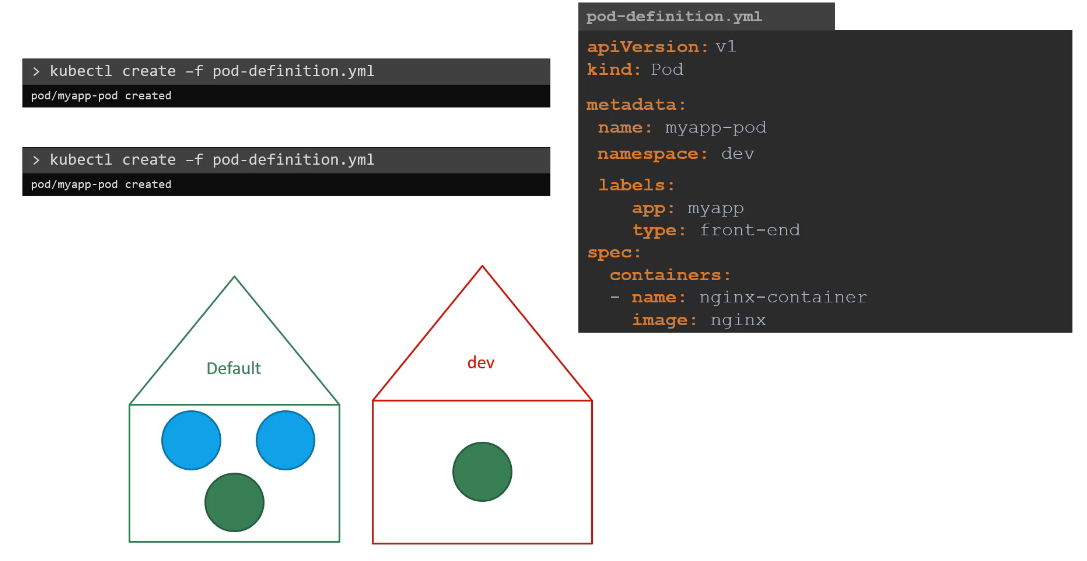 > kubectl create –f pod-definition.yml
pod/myapp-pod created
> kubectl create –f pod-definition.yml
pod/myapp-pod created
Default
dev
pod-definition.yml
apiVersion: v1
kind: Pod
metadata:
name: myapp-pod
namespace: dev
labels:
app: myapp
type: front-end
spec:
containers:
- name: nginx-container
image: nginx